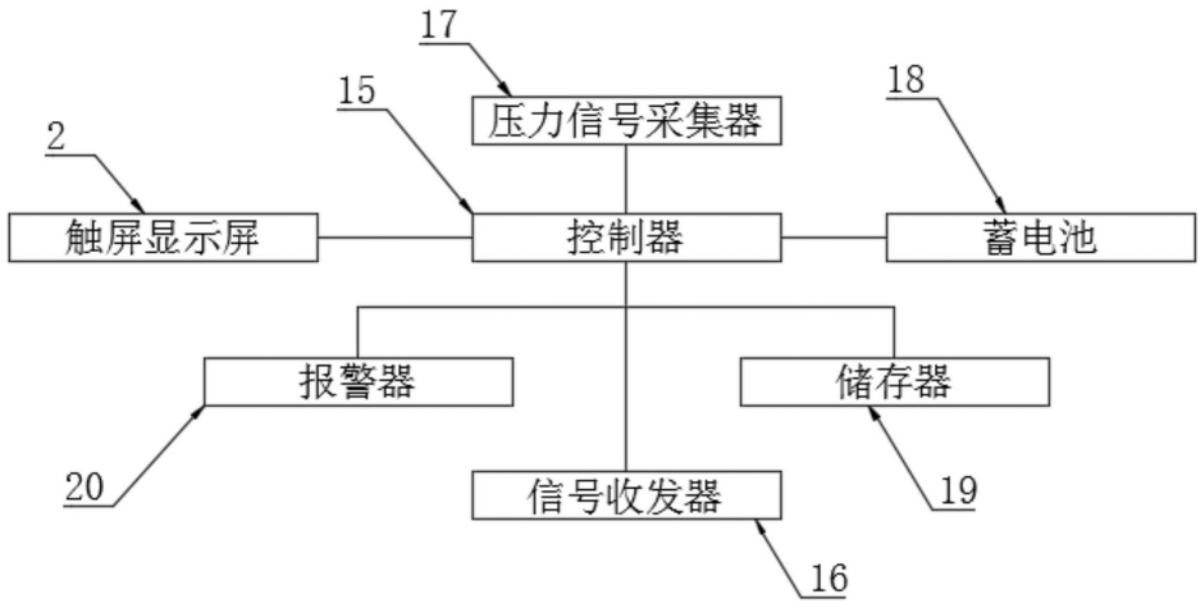 17
压力信号采集器
15
18
2
触屏显示屏
控制器
蓄电池
报警器
储存器
20
信号收发器
19
16